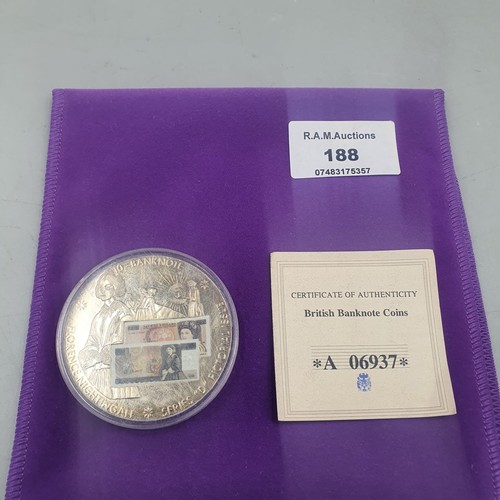 R.A.M.Auctions
188
07483175357
CERTIFICATE OF AUTHENTICITY
British Banknote Coins
*A 06937*
10 BANKNOTE
FLORENCE NIGHTINGALE * SERIES